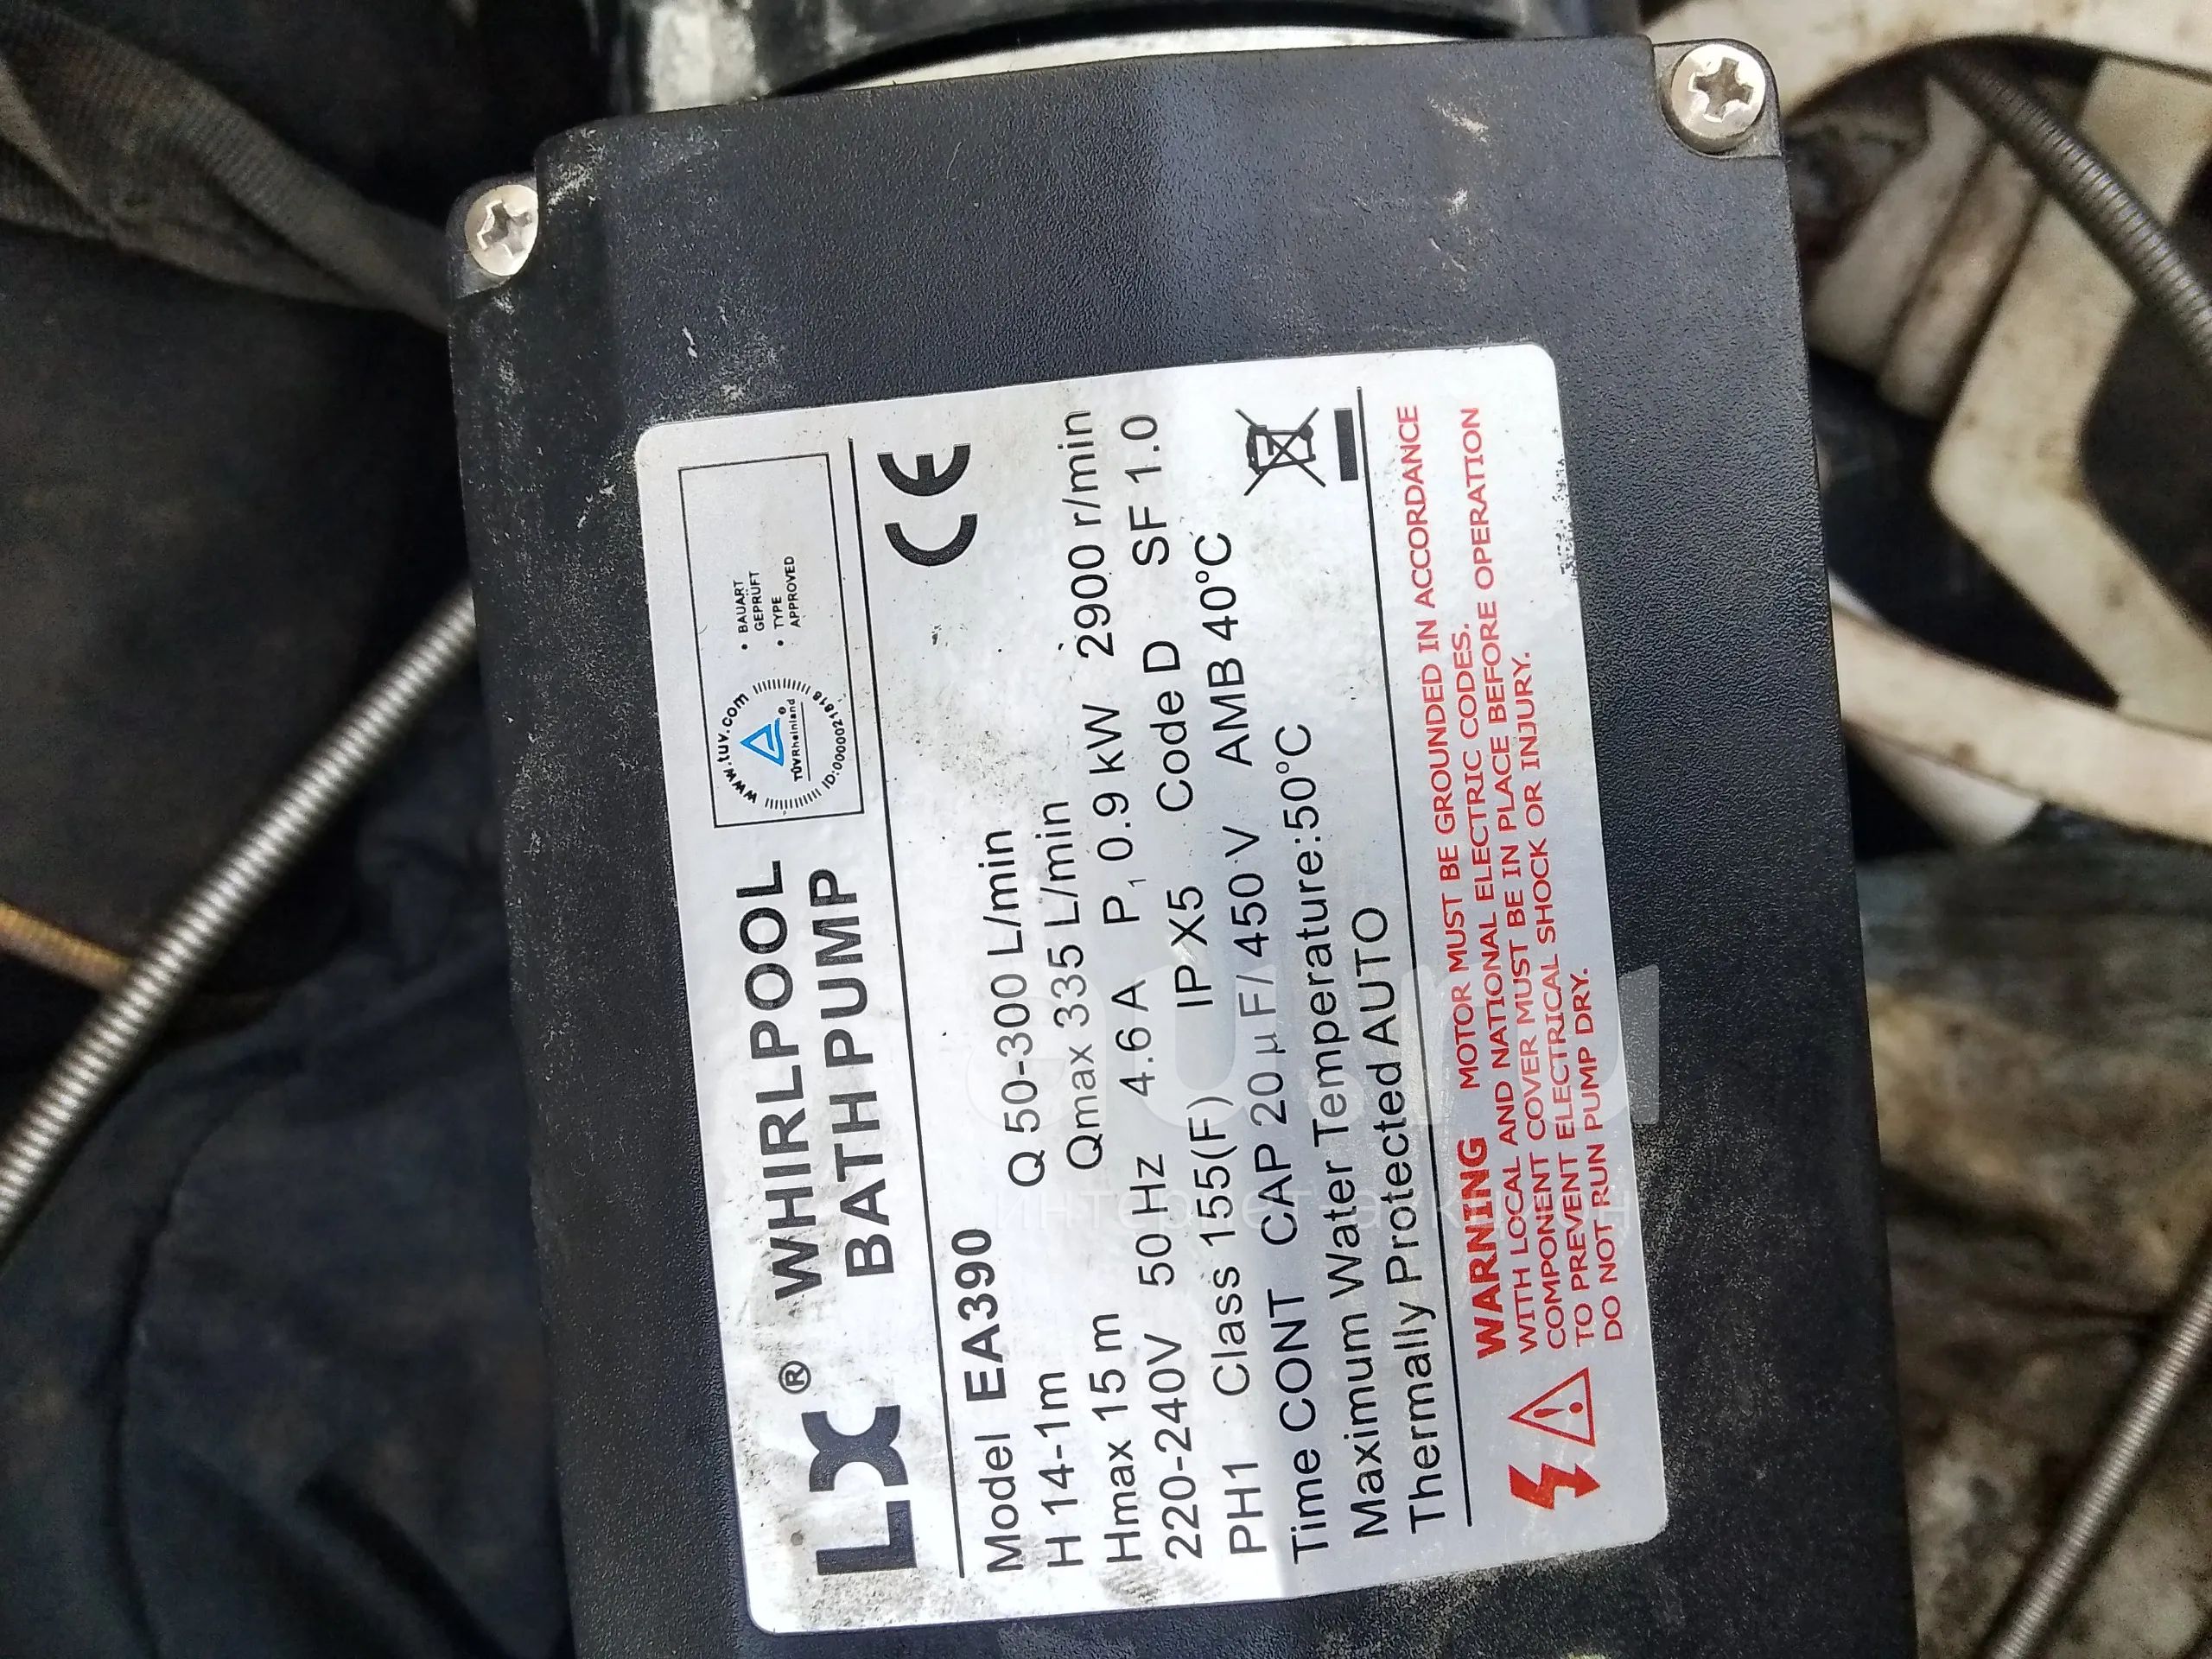 LX® WHIRLPOOL
BATH PUMP
www.tuv.com
TÜVRheinland
ID:0000021818
• BAUART
GEPRÜFT
• TYPE
APPROVED
CE
Model EA390
H 14-1m Q 50-300 L/min
Hmax 15 m Qmax 335 L/min
220-240V 50Hz 4.6 A P₁ 0.9 kW 2900 r/min
PH1 Class 155(F) IP X5 Code D SF 1.0
Time CONT CAP 20 μF/ 450 V AMB 40°C
Maximum Water Temperature:50°C
Thermally Protected AUTO
WARNING MOTOR MUST BE GROUNDED IN ACCORDANCE
WITH LOCAL AND NATIONAL ELECTRIC CODES.
COMPONENT COVER MUST BE IN PLACE BEFORE OPERATION
TO PREVENT ELECTRICAL SHOCK OR INJURY.
DO NOT RUN PUMP DRY.